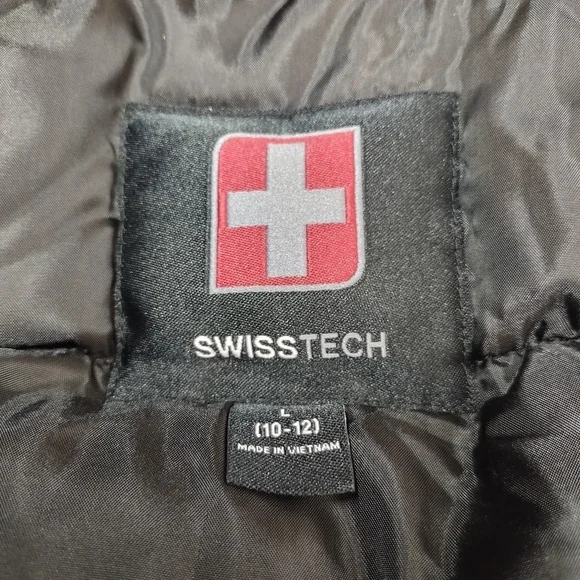 SWISSTECH
L
(10-12)
MADE IN VIETNAM